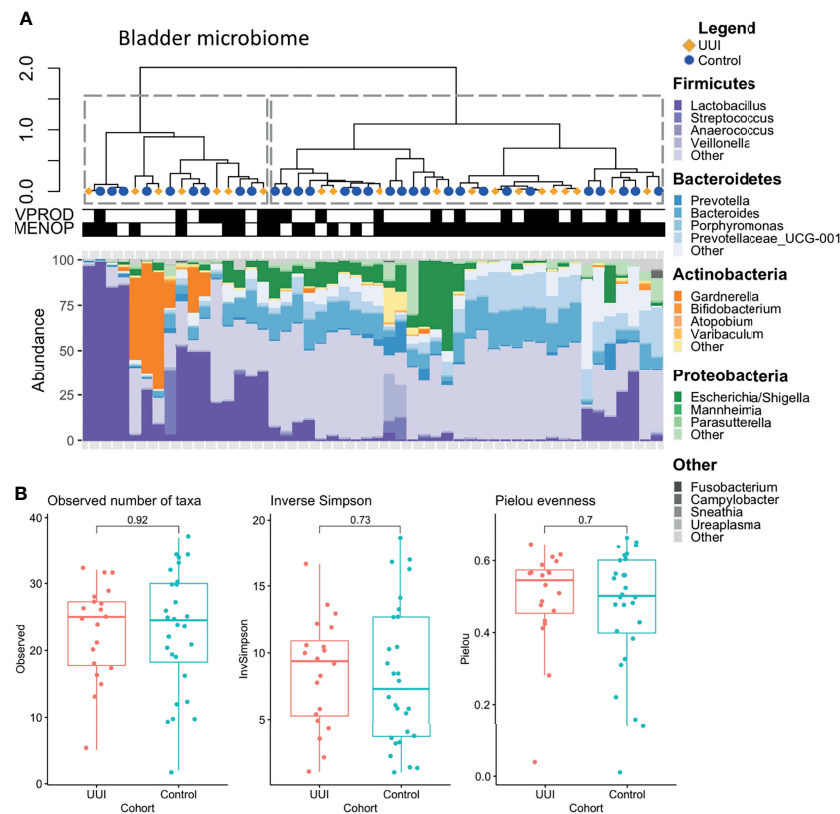 A
Bladder microbiome
2.0
1.0
0.0
VPROD
MENOP
100
75
50
25
0
Abundance
Legend
UUI
Control
Firmicutes
Lactobacillus
Streptococcus
Anaerococcus
Veillonella
Other
Bacteroidetes
Prevotella
Bacteroides
Porphyromonas
Prevotellaceae_UCG-001
Other
Actinobacteria
Gardnerella
Bifidobacterium
Atopobium
Varibaculum
Other
Proteobacteria
Escherichia/Shigella
Mannheimia
Parasutterella
Other
Other
Fusobacterium
Campylobacter
Sneathia
Ureaplasma
Other
B
Observed number of taxa
0.92
40
30
20
10
0
Observed
UUI Control
Cohort
Inverse Simpson
0.73
20
15
10
5
InvSimpson
UUI Control
Cohort
Pielou evenness
0.7
0.6
0.4
0.2
0.0
Pielou
UUI Control
Cohort